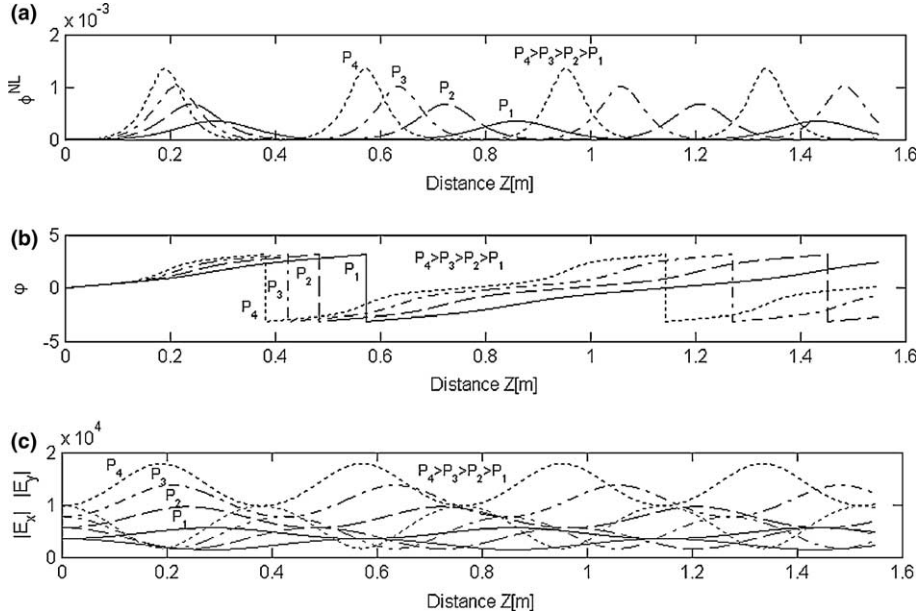 (a)
x 10⁻³
2
1
0
ϕᴺᴸ
P₄
P₃
P₂
P₁
P₄>P₃>P₂>P₁
0 0.2 0.4 0.6 0.8 1 1.2 1.4 1.6
Distance Z[m]
(b)
5
0
-5
φ
P₄
P₃
P₂
P₁
P₄>P₃>P₂>P₁
0 0.2 0.4 0.6 0.8 1 1.2 1.4 1.6
Distance Z[m]
(c)
x 10⁴
2
1
0
|Eₓ| |Eᵧ|
P₄
P₃
P₂
P₁
P₄>P₃>P₂>P₁
0 0.2 0.4 0.6 0.8 1 1.2 1.4 1.6
Distance Z[m]